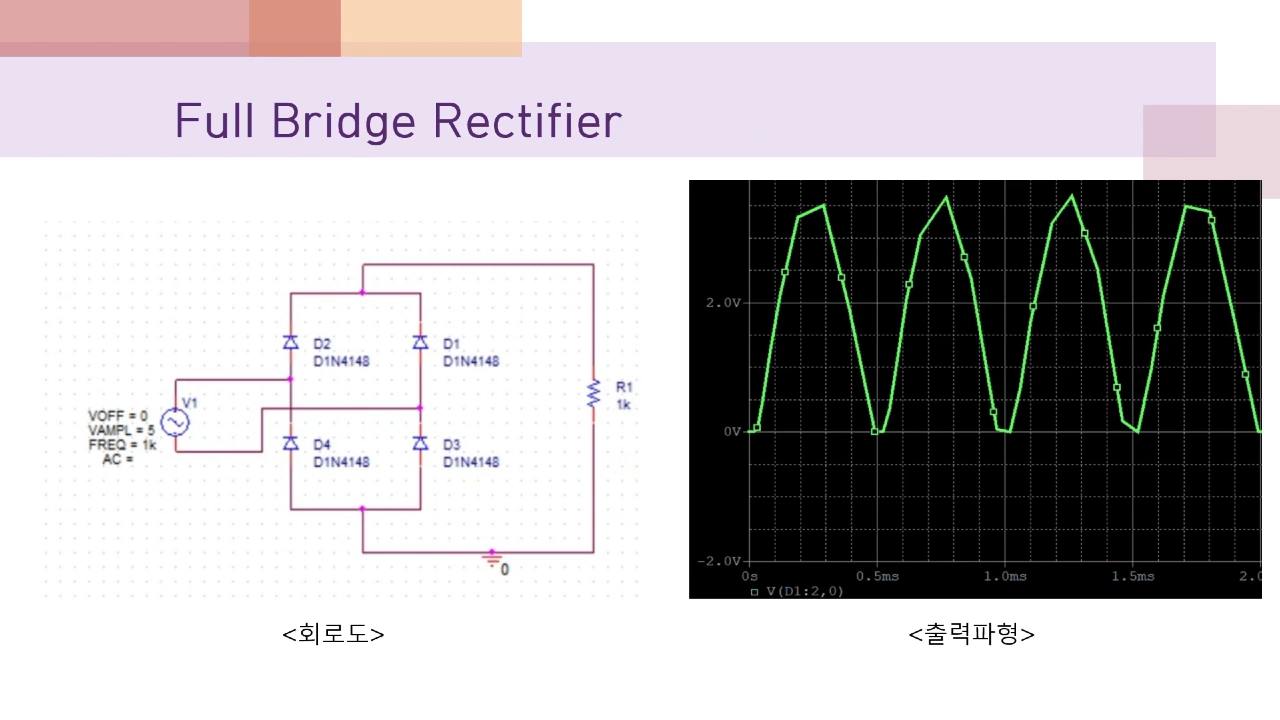 Full Bridge Rectifier
D2
D1N4148
D1
D1N4148
R1
1k
V1
VOFF = 0
VAMPL = 5
FREQ = 1k
AC =
D4
D1N4148
D3
D1N4148
0
2.0V
0V
-2.0V
0s 0.5ms 1.0ms 1.5ms 2.0
V(D1:2,0)
<회로도>
<출력파형>